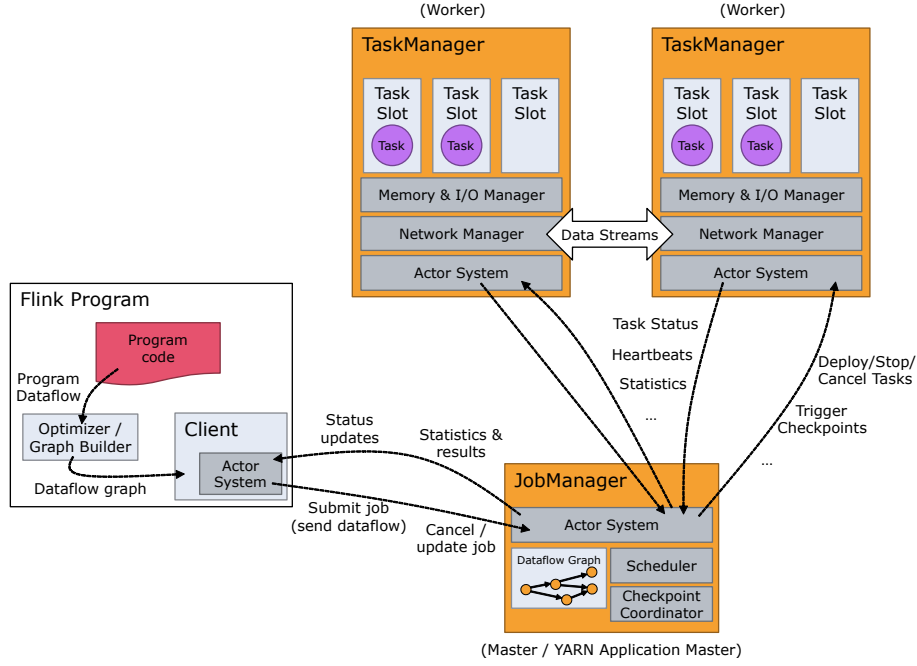 (Worker)
(Worker)
TaskManager
TaskManager
Task
Slot
Task
Task
Slot
Task
Task
Slot
Task
Slot
Task
Task
Slot
Task
Task
Slot
Memory & I/O Manager
Memory & I/O Manager
Network Manager
Data Streams
Network Manager
Actor System
Actor System
Flink Program
Program
code
Program
Dataflow
Optimizer /
Graph Builder
Dataflow graph
Client
Actor
System
Status
updates
Statistics &
results
Submit job
(send dataflow)
Cancel /
update job
Task Status
Heartbeats
Statistics
...
Deploy/Stop/
Cancel Tasks
Trigger
Checkpoints
...
JobManager
Actor System
Dataflow Graph
Scheduler
Checkpoint
Coordinator
(Master / YARN Application Master)